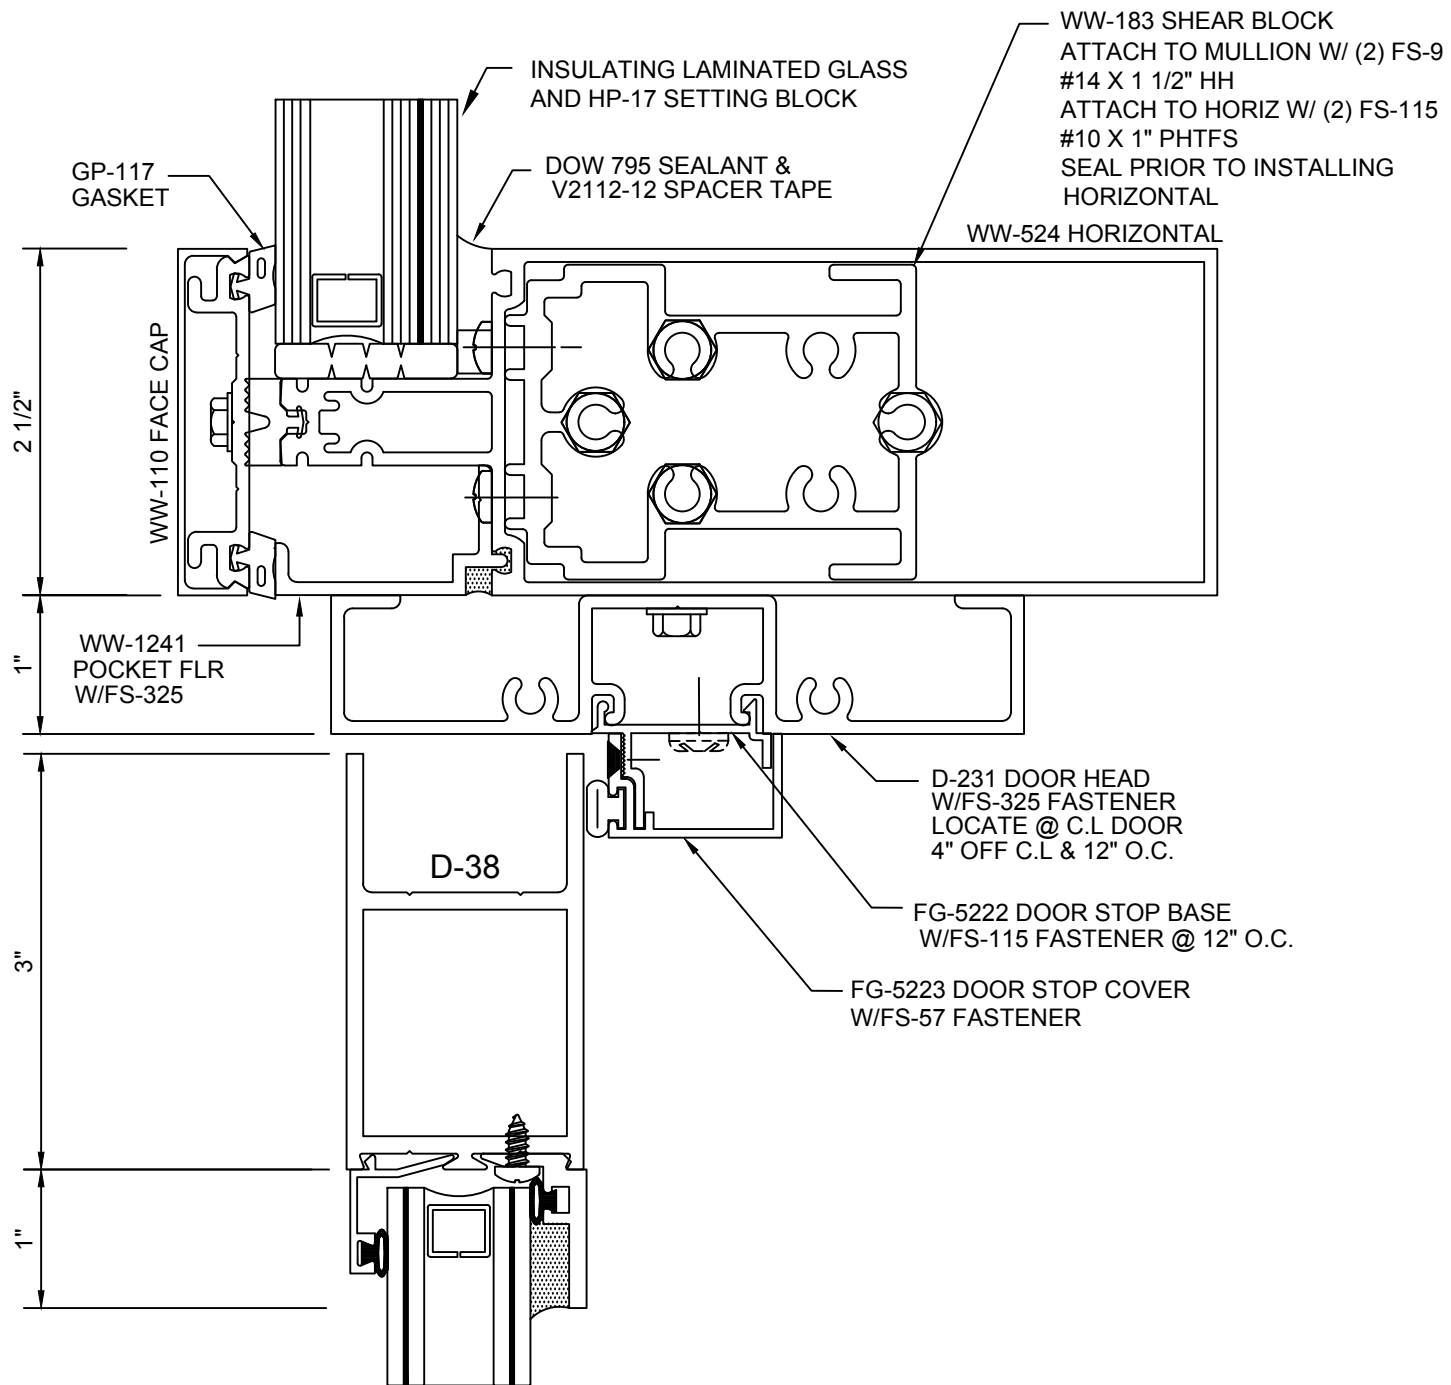 WW-183 SHEAR BLOCK
ATTACH TO MULLION W/ (2) FS-9
#14 X 1 1/2" HH
ATTACH TO HORIZ W/ (2) FS-115
#10 X 1" PHTFS
SEAL PRIOR TO INSTALLING
HORIZONTAL
INSULATING LAMINATED GLASS
AND HP-17 SETTING BLOCK
GP-117
GASKET
DOW 795 SEALANT &
V2112-12 SPACER TAPE
WW-524 HORIZONTAL
WW-110 FACE CAP
2 1/2"
1"
WW-1241
POCKET FLR
W/FS-325
D-231 DOOR HEAD
W/FS-325 FASTENER
LOCATE @ C.L DOOR
4" OFF C.L & 12" O.C.
D-38
FG-5222 DOOR STOP BASE
W/FS-115 FASTENER @ 12" O.C.
3"
FG-5223 DOOR STOP COVER
W/FS-57 FASTENER
1"